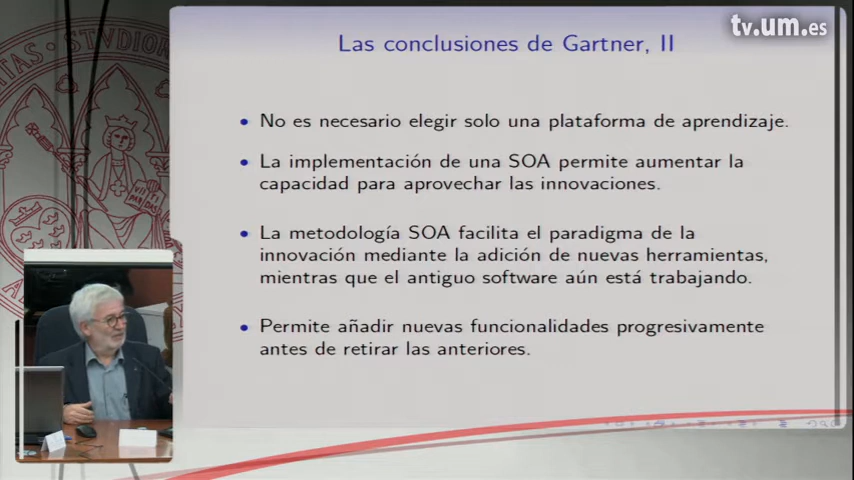 tv.um.es
Las conclusiones de Gartner, II
No es necesario elegir solo una plataforma de aprendizaje.
La implementación de una SOA permite aumentar la
capacidad para aprovechar las innovaciones.
La metodología SOA facilita el paradigma de la
innovación mediante la adición de nuevas herramientas,
mientras que el antiguo software aún está trabajando.
Permite añadir nuevas funcionalidades progresivamente
antes de retirar las anteriores.